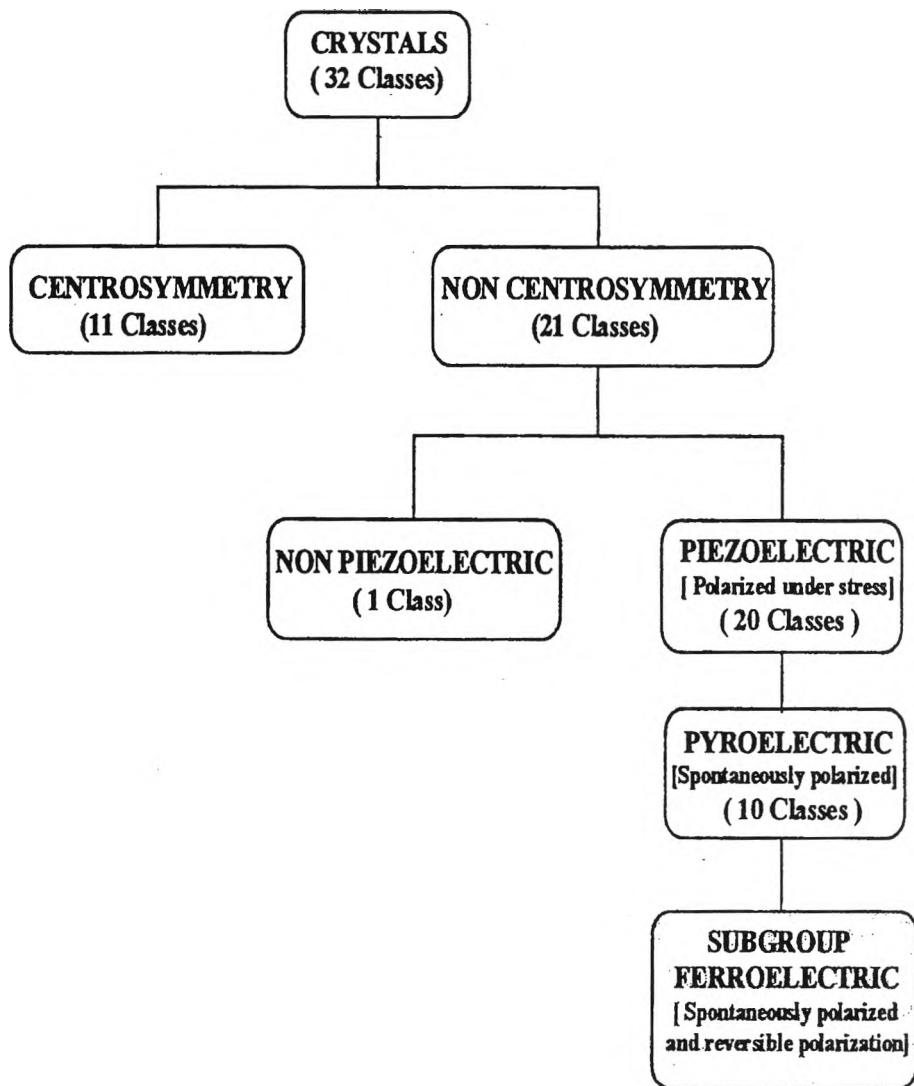 CRYSTALS
( 32 Classes)
CENTROSYMMETRY
(11 Classes)
NON CENTROSYMMETRY
(21 Classes)
NON PIEZOELECTRIC
( 1 Class)
PIEZOELECTRIC
[ Polarized under stress]
( 20 Classes )
PYROELECTRIC
[Spontaneously polarized]
( 10 Classes )
SUBGROUP
FERROELECTRIC
[ Spontaneously polarized
and reversible polarization]